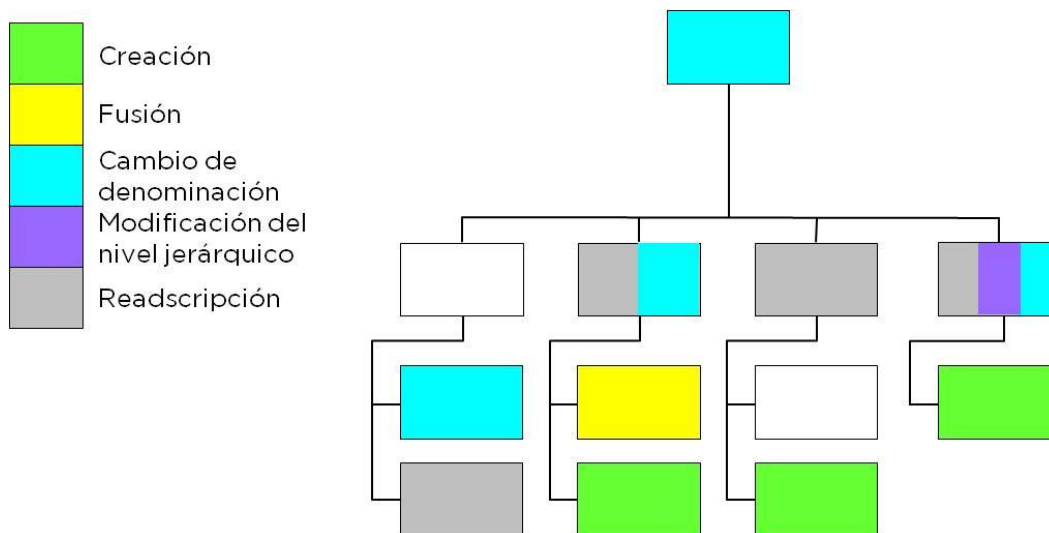 Creación
Fusión
Cambio de
denominación
Modificación del
nivel jerárquico
Readscripción